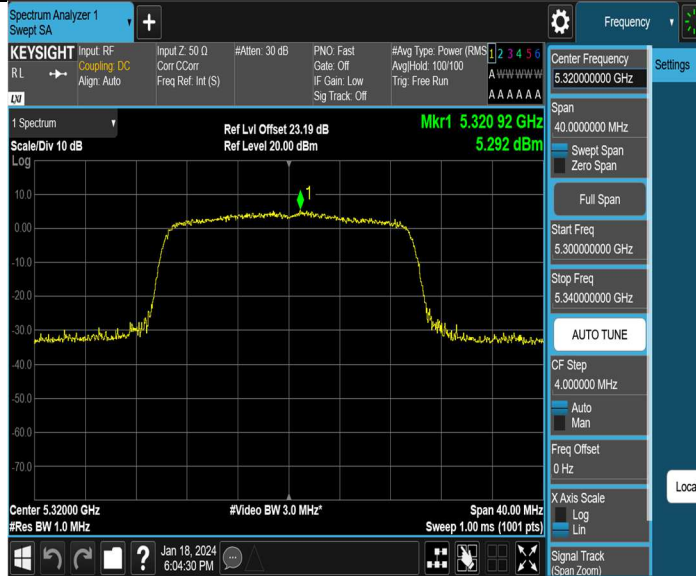 Spectrum Analyzer 1
Swept SA
Frequency
KEYSIGHT
RL
LXI
Input: RF
Coupling: DC
Align: Auto
Input Z: 50 Ω
Corr CCorr
Freq Ref: Int (S)
#Atten: 30 dB
PNO: Fast
Gate: Off
IF Gain: Low
Sig Track: Off
#Avg Type: Power (RMS
Avg|Hold: 100/100
Trig: Free Run
1 2 3 4 5 6
A W W W W W
A A A A A A
1 Spectrum
Scale/Div 10 dB
Log
Ref Lvl Offset 23.19 dB
Ref Level 20.00 dBm
Mkr1 5.320 92 GHz
5.292 dBm
1
10.0
0.00
-10.0
-20.0
-30.0
-40.0
-50.0
-60.0
-70.0
Center 5.32000 GHz
#Res BW 1.0 MHz
#Video BW 3.0 MHz*
Span 40.00 MHz
Sweep 1.00 ms (1001 pts)
?
Jan 18, 2024
6:04:30 PM
Center Frequency
5.320000000 GHz
Settings
Span
40.0000000 MHz
Swept Span
Zero Span
Full Span
Start Freq
5.300000000 GHz
Stop Freq
5.340000000 GHz
AUTO TUNE
CF Step
4.000000 MHz
Auto
Man
Freq Offset
0 Hz
Loca
X Axis Scale
Log
Lin
Signal Track
(Span Zoom)